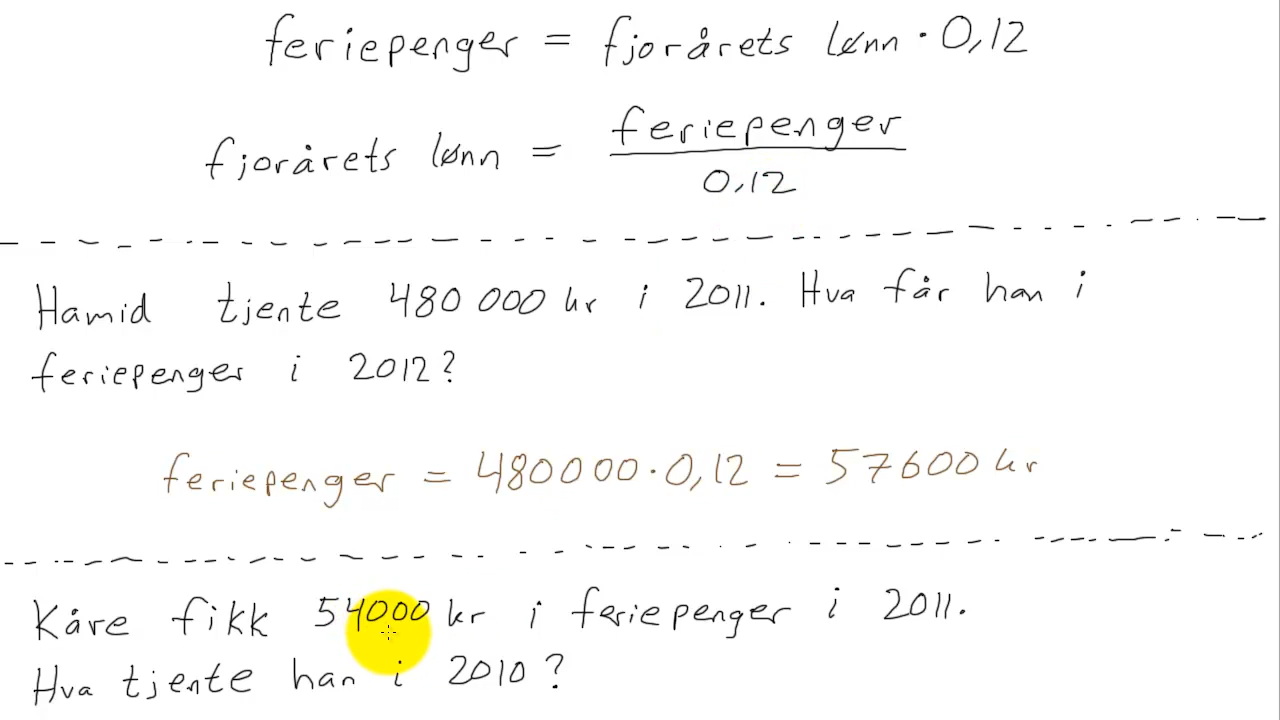 feriepenger = fjorårets lønn · 0,12
fjorårets lønn = feriepenger
0,12
Hamid tjente 480 000 kr i 2011. Hva får han i
feriepenger i 2012?
feriepenger = 480000 · 0,12 = 57600 kr
Kåre fikk 54000 kr i feriepenger i 2011.
Hva tjente han i 2010?